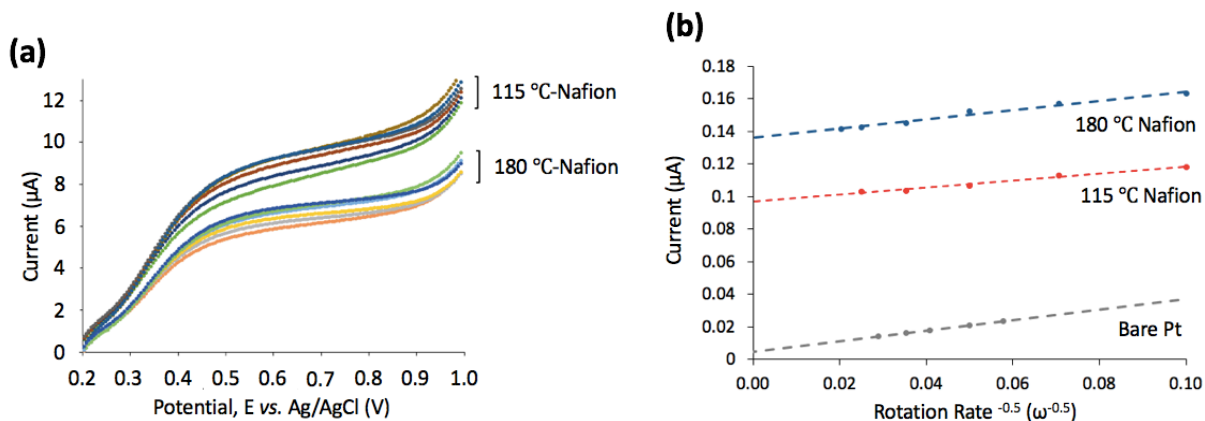 (a)
12
10
8
6
4
2
0
Current (µA)
115 °C-Nafion
180 °C-Nafion
0.2 0.3 0.4 0.5 0.6 0.7 0.8 0.9 1.0
Potential, E vs. Ag/AgCl (V)
(b)
0.18
0.16
0.14
0.12
0.10
0.08
0.06
0.04
0.02
0
Current (µA)
180 °C Nafion
115 °C Nafion
Bare Pt
0.00 0.02 0.04 0.06 0.08 0.10
Rotation Rate -0.5 (ω-0.5)